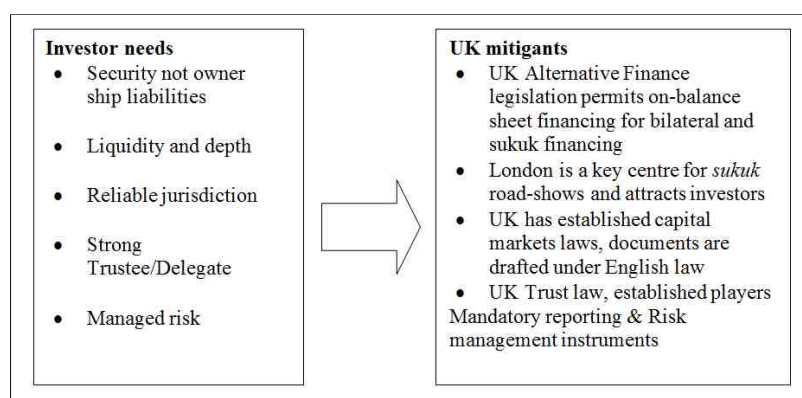 Investor needs
• Security not owner
ship liabilities
• Liquidity and depth
• Reliable jurisdiction
• Strong
Trustee/Delegate
• Managed risk
UK mitigants
• UK Alternative Finance
legislation permits on-balance
sheet financing for bilateral and
sukuk financing
• London is a key centre for sukuk
road-shows and attracts investors
• UK has established capital
markets laws, documents are
drafted under English law
• UK Trust law, established players
Mandatory reporting & Risk
management instruments